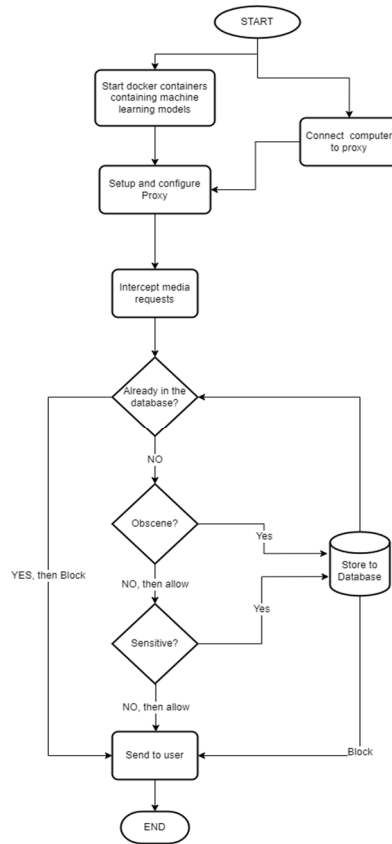 START
Start docker containers
containing machine
learning models
Connect computer
to proxy
Setup and configure
Proxy
Intercept media
requests
Already in the
database?
NO
Obscene?
Yes
Store to
Database
YES, then Block
NO, then allow
Yes
Sensitive?
NO, then allow
Block
Send to user
END